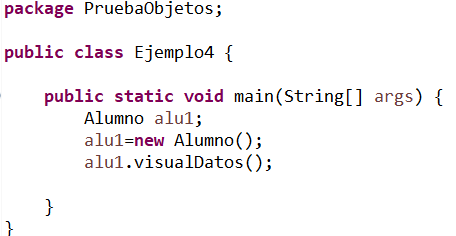 package PruebaObjetos;
public class Ejemplo4 {
public static void main(String[] args) {
Alumno alu1;
alu1=new Alumno();
alu1.visualDatos();
}
}